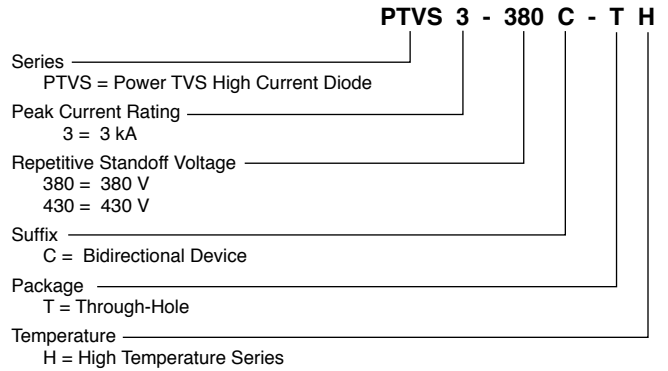 PTVS 3 - 380 C - T H
Series
PTVS = Power TVS High Current Diode
Peak Current Rating
3 = 3 kA
Repetitive Standoff Voltage
380 = 380 V
430 = 430 V
Suffix
C = Bidirectional Device
Package
T = Through-Hole
Temperature
H = High Temperature Series